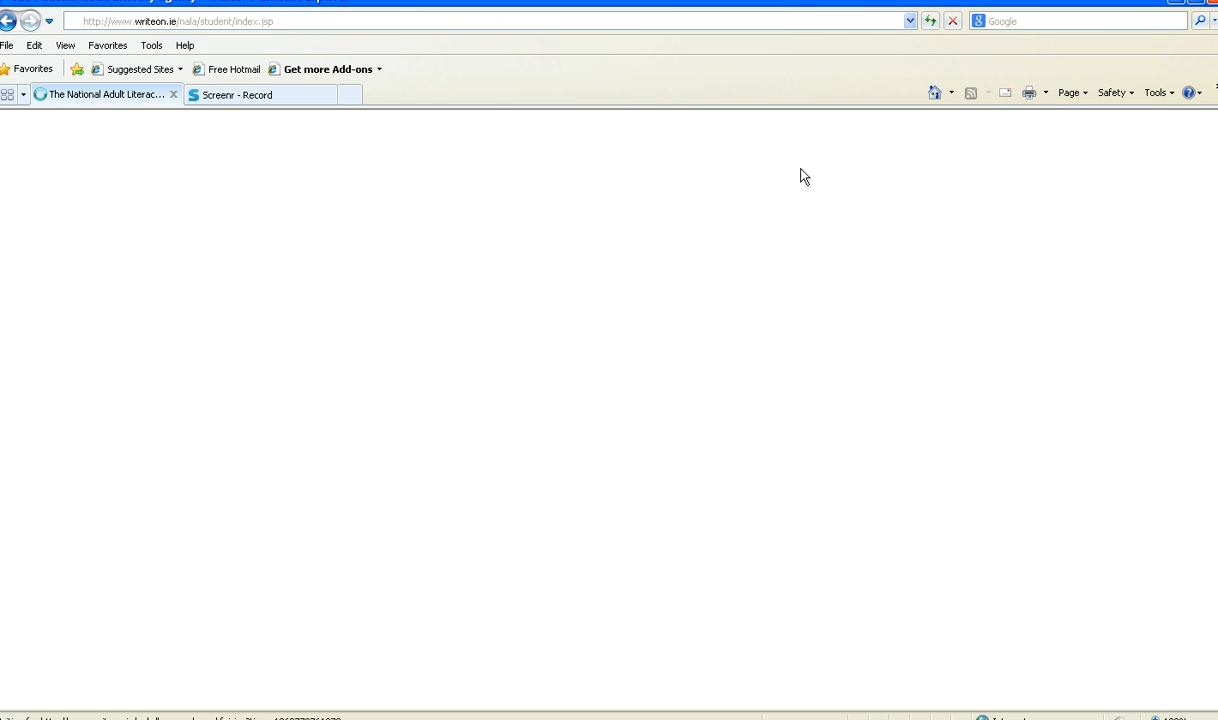 http://www.writeon.ie/nala/student/index.jsp
Google
File Edit View Favorites Tools Help
Favorites Suggested Sites Free Hotmail Get more Add-ons
The National Adult Literac... Screenr - Record Page Safety Tools